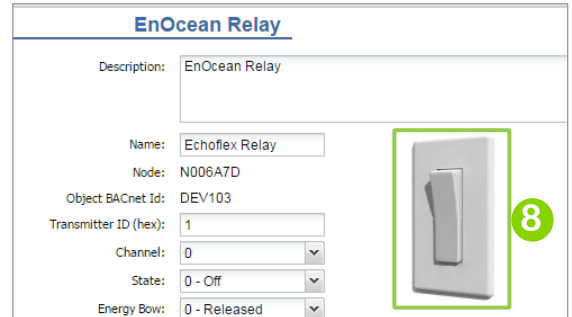 EnOcean Relay
Description: EnOcean Relay
Name: Echoflex Relay
Node: N006A7D
Object BACnet Id: DEV103
Transmitter ID (hex): 1
Channel: 0
State: 0 - Off
Energy Bow: 0 - Released
8